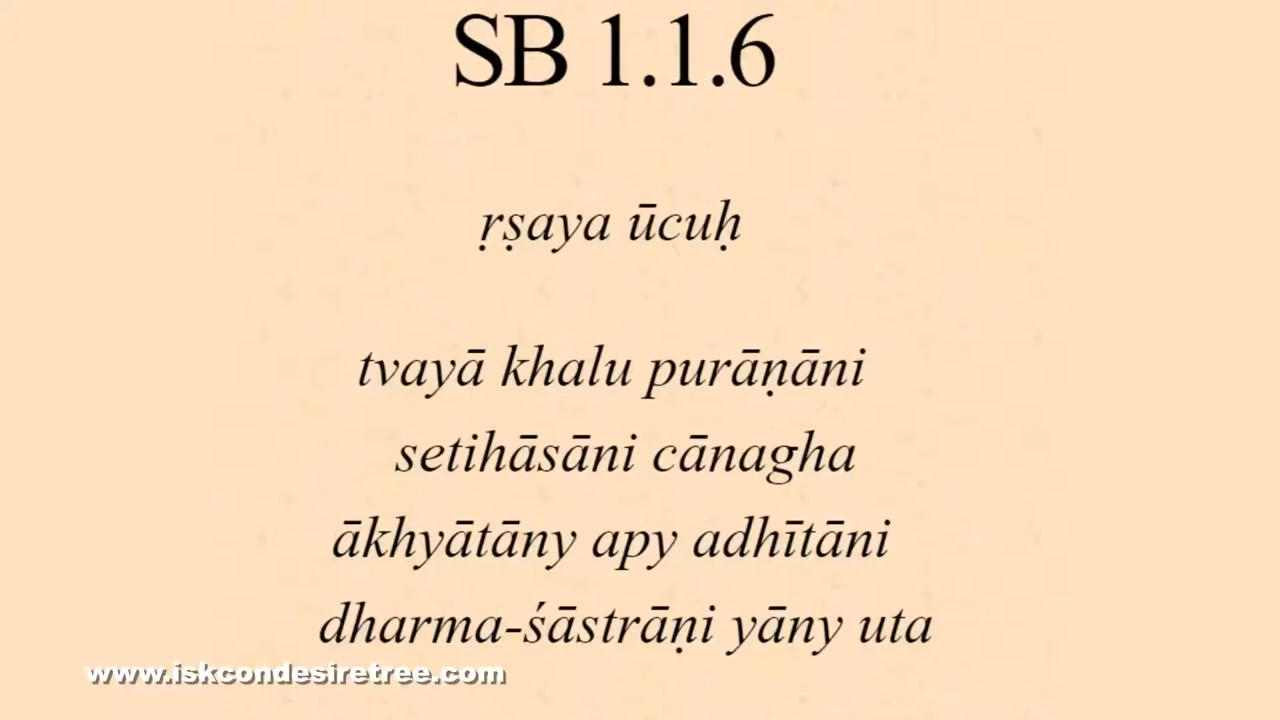 SB 1.1.6
ṛṣaya ūcuḥ
tvayā khalu purāṇāni
setihāsāni cānagha
ākhyātāny apy adhītāni
dharma-śāstrāṇi yāny uta
www.iskcondesiretree.com